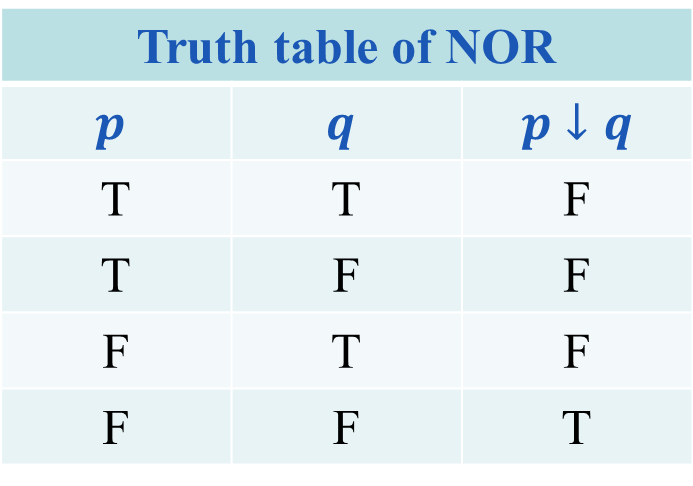 Truth table of NOR
p q p ↓ q
T T F
T F F
F T F
F F T